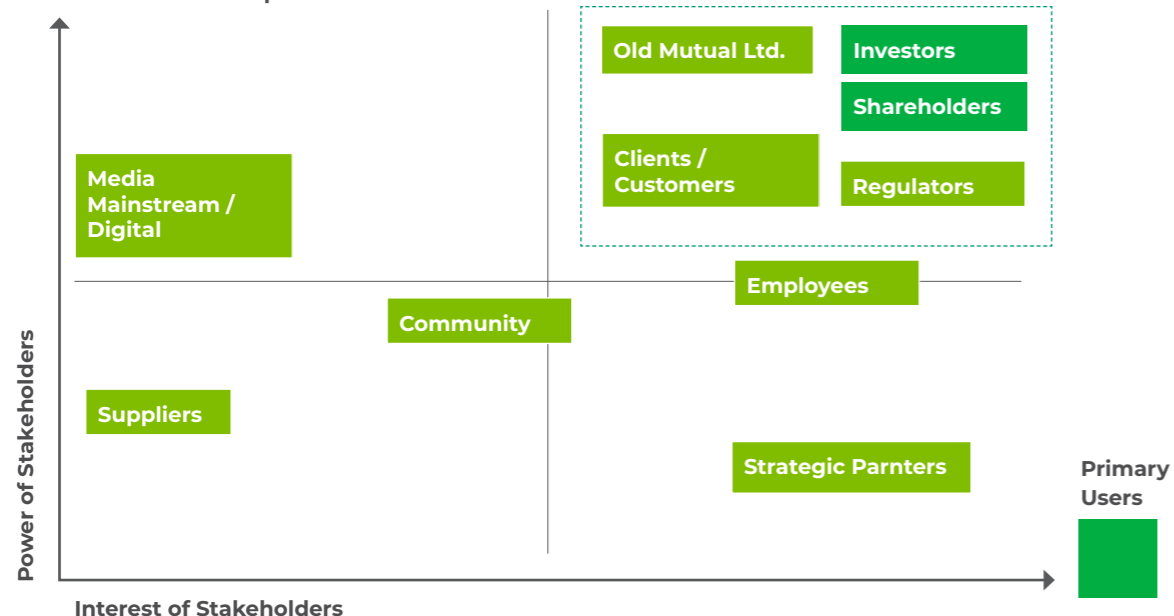 Old Mutual Ltd.
Investors
Shareholders
Clients /
Customers
Regulators
Media
Mainstream /
Digital
Employees
Community
Suppliers
Strategic Parnters
Power of Stakeholders
Interest of Stakeholders
Primary
Users